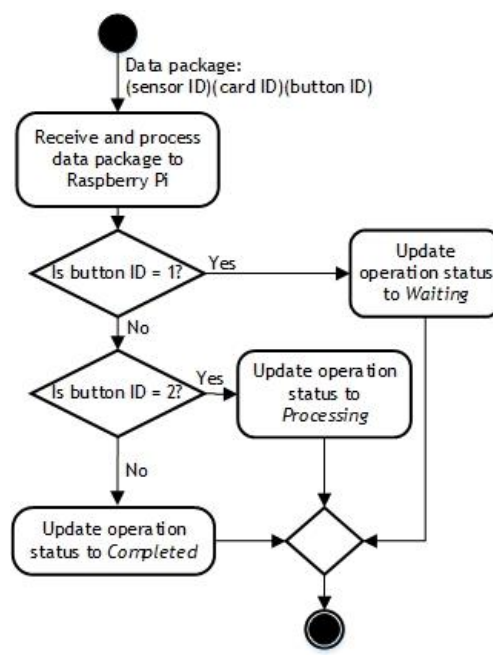 Data package:
(sensor ID)(card ID)(button ID)
Receive and process
data package to
Raspberry Pi
Is button ID = 1?
Yes
Update
operation status
to Waiting
No
Is button ID = 2?
Yes
Update operation
status to
Processing
No
Update operation
status to Completed